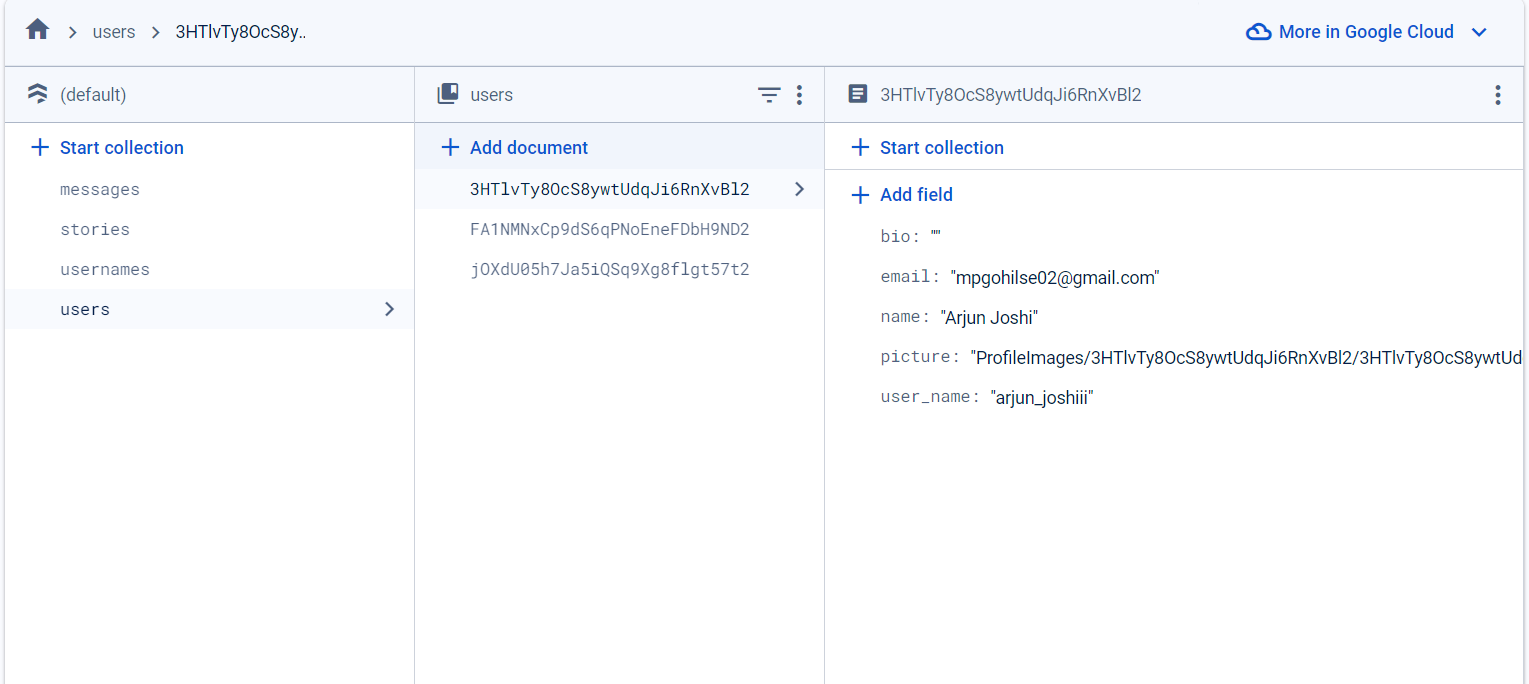 users 3HTlvTy8OcS8y.. More in Google Cloud
(default)
Start collection
messages
stories
usernames
users
users
Add document
3HTlvTy8OcS8ywtUdqJi6RnXvBl2
FA1NMNxCp9dS6qPNoEneFDbH9ND2
jOXdU05h7Ja5iQSq9Xg8flgt57t2
3HTlvTy8OcS8ywtUdqJi6RnXvBl2
Start collection
Add field
bio: ""
email: "mpgohilse02@gmail.com"
name: "Arjun Joshi"
picture: "ProfileImages/3HTlvTy8OcS8ywtUdqJi6RnXvBl2/3HTlvTy8OcS8ywtUd
user_name: "arjun_joshiii"